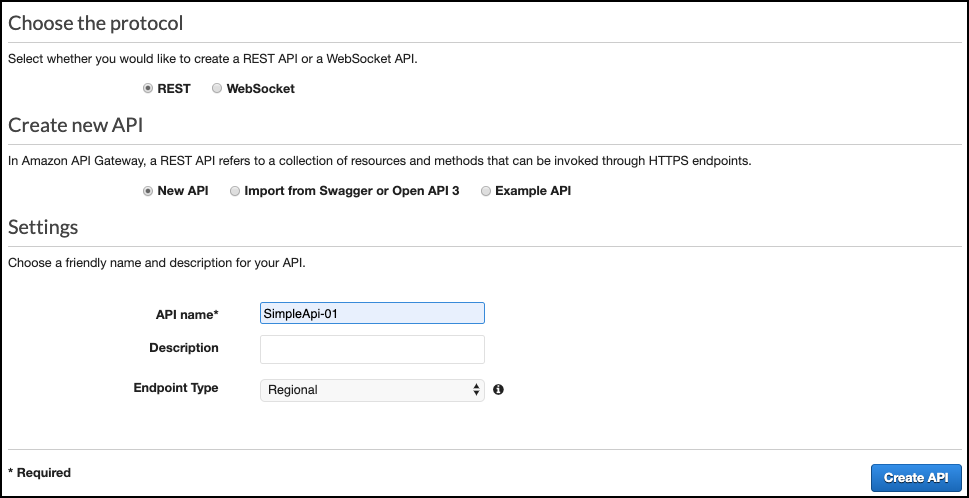 Choose the protocol
Select whether you would like to create a REST API or a WebSocket API.
REST WebSocket
Create new API
In Amazon API Gateway, a REST API refers to a collection of resources and methods that can be invoked through HTTPS endpoints.
New API Import from Swagger or Open API 3 Example API
Settings
Choose a friendly name and description for your API.
API name* SimpleApi-01
Description
Endpoint Type Regional
* Required Create API